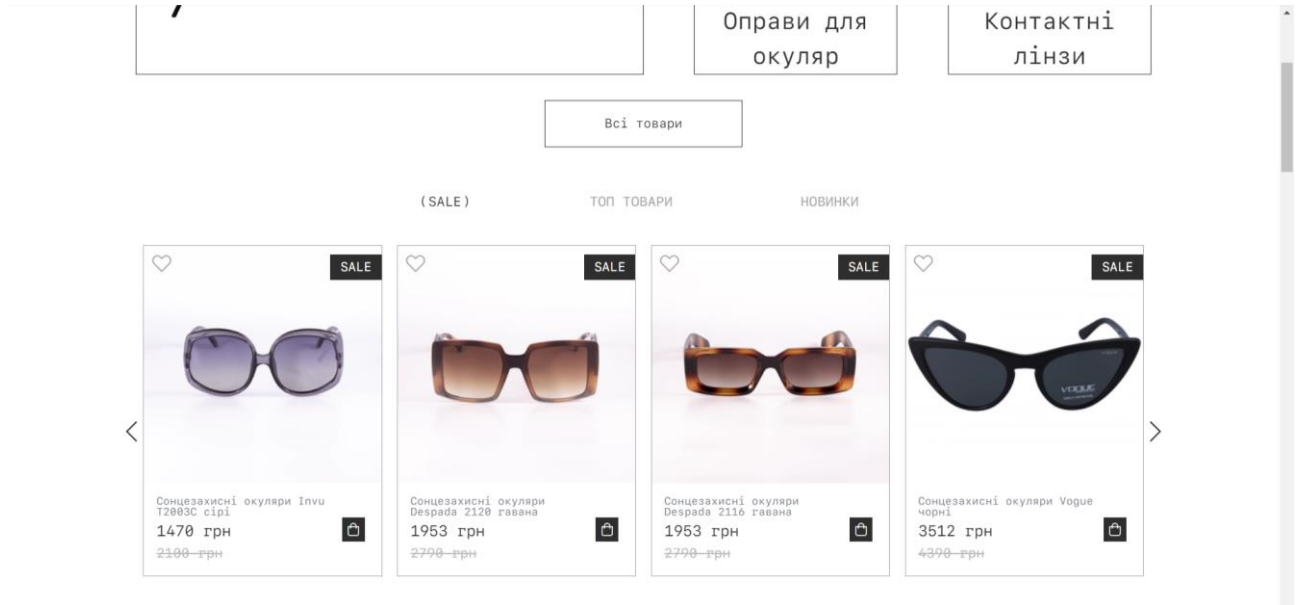 Оправи для
окуляр
Контактні
лінзи
Всі товари
(SALE)
ТОП ТОВАРИ
НОВИНКИ
SALE
SALE
SALE
SALE
VOGUE
Сонцезахисні окуляри Invu
T2003C сірі
1470 грн
2100 грн
Сонцезахисні окуляри
Despada 2120 гавана
1953 грн
2790 грн
Сонцезахисні окуляри
Despada 2116 гавана
1953 грн
2790 грн
Сонцезахисні окуляри Vogue
чорні
3512 грн
4390 грн